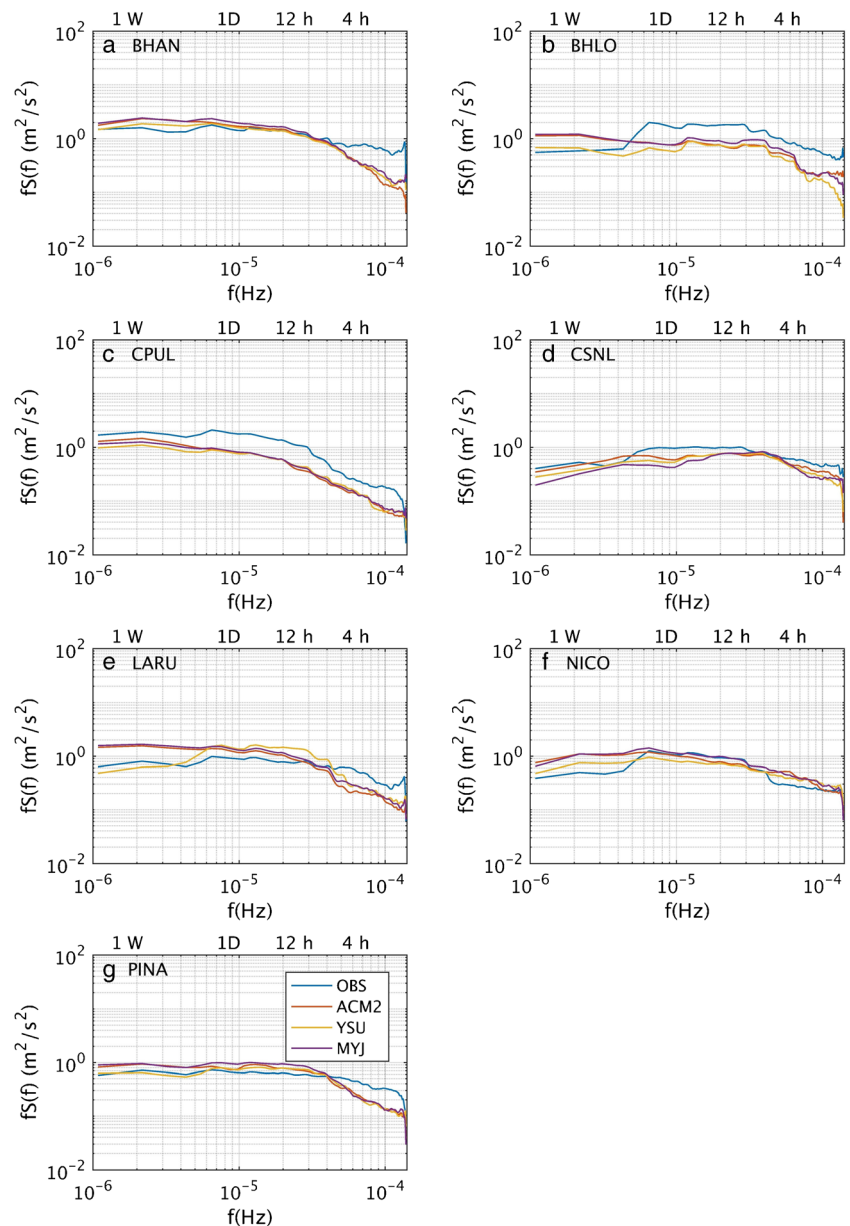 1 W 1D 12 h 4 h
1 W 1D 12 h 4 h
a BHAN
b BHLO
10^2
10^0
10^-2
fS(f) (m^2/s^2)
10^2
10^0
10^-2
fS(f) (m^2/s^2)
10^-6 10^-5 10^-4
10^-6 10^-5 10^-4
f(Hz)
f(Hz)
1 W 1D 12 h 4 h
1 W 1D 12 h 4 h
c CPUL
d CSNL
10^2
10^0
10^-2
fS(f) (m^2/s^2)
10^2
10^0
10^-2
fS(f) (m^2/s^2)
10^-6 10^-5 10^-4
10^-6 10^-5 10^-4
f(Hz)
f(Hz)
1 W 1D 12 h 4 h
1 W 1D 12 h 4 h
e LARU
f NICO
10^2
10^0
10^-2
fS(f) (m^2/s^2)
10^2
10^0
10^-2
fS(f) (m^2/s^2)
10^-6 10^-5 10^-4
10^-6 10^-5 10^-4
f(Hz)
f(Hz)
1 W 1D 12 h 4 h
g PINA
10^2
10^0
10^-2
fS(f) (m^2/s^2)
OBS
ACM2
YSU
MYJ
10^-6 10^-5 10^-4
f(Hz)